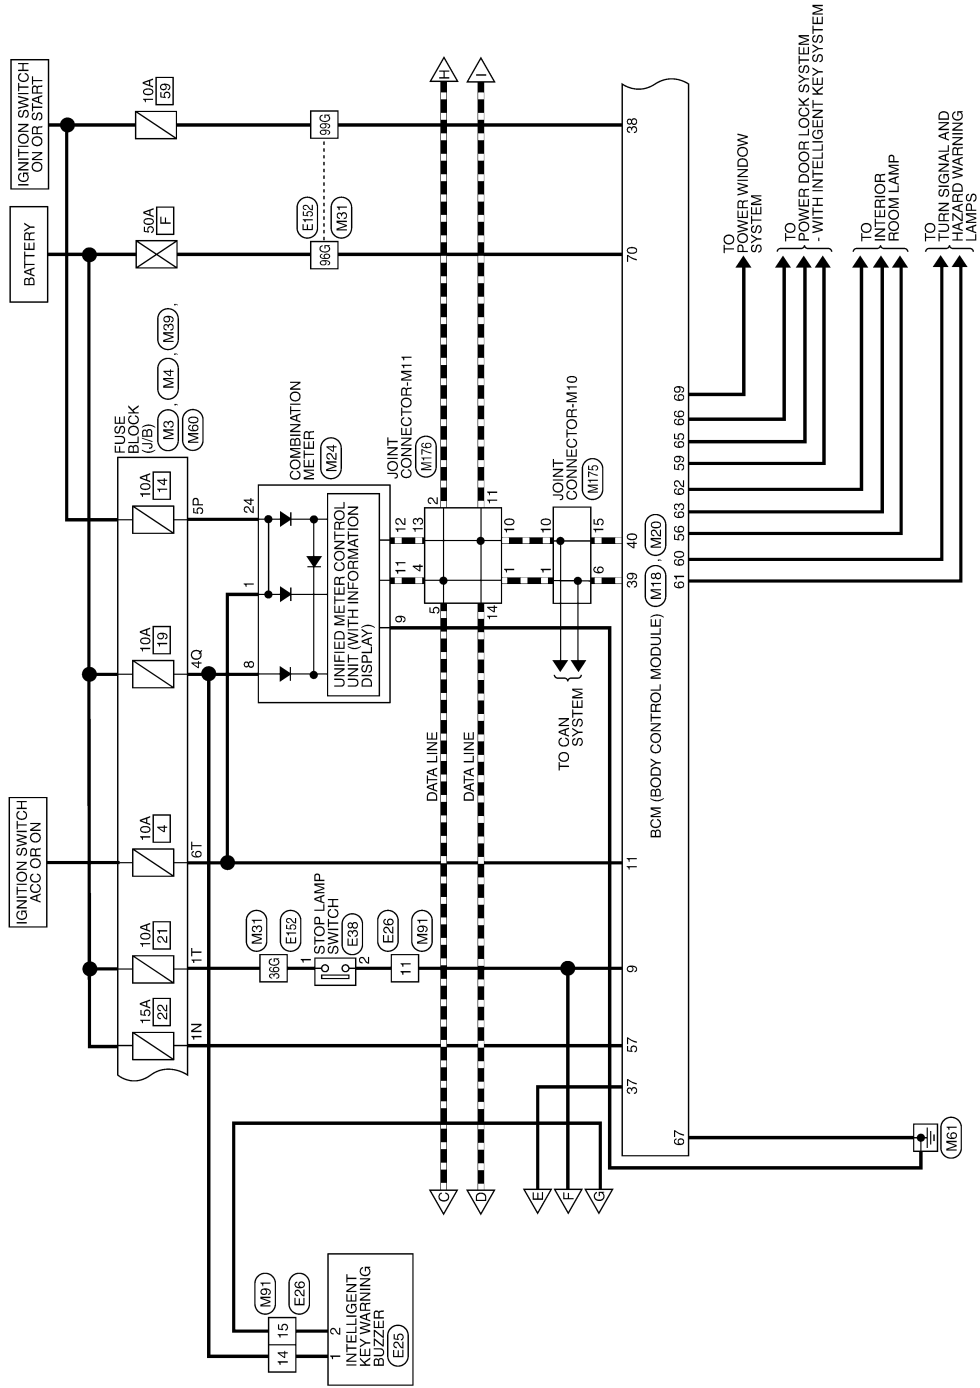 IGNITION SWITCH
ACC OR ON
BATTERY
IGNITION SWITCH
ON OR START
15A
22
10A
21
10A
4
10A
19
10A
14
FUSE
BLOCK
(J/B)
M3
,
M4
,
M39
,
M60
50A
F
10A
59
1N
1T
6T
4Q
5P
M91
E26
14
15
1
2
INTELLIGENT
KEY WARNING
BUZZER
E25
M31
E152
36G
1
STOP LAMP
SWITCH
E38
2
E26
M91
11
8
1
24
COMBINATION
METER
M24
UNIFIED METER CONTROL
UNIT (WITH INFORMATION
DISPLAY)
9
11
12
E152
M31
96G
99G
JOINT
CONNECTOR-M11
M176
5
4
13
2
DATA LINE
DATA LINE
14
1
10
11
C
D
H
I
E
F
G
TO CAN
SYSTEM
1
10
JOINT
CONNECTOR-M10
M175
6
15
37
57
9
11
39
40
70
38
BCM (BODY CONTROL MODULE)
M18
,
M20
67
61
60
56
63
62
59
65
66
69
TO
POWER WINDOW
SYSTEM
TO
POWER DOOR LOCK SYSTEM
- WITH INTELLIGENT KEY SYSTEM
TO
INTERIOR
ROOM LAMP
TO
TURN SIGNAL AND
HAZARD WARNING
LAMPS
M61